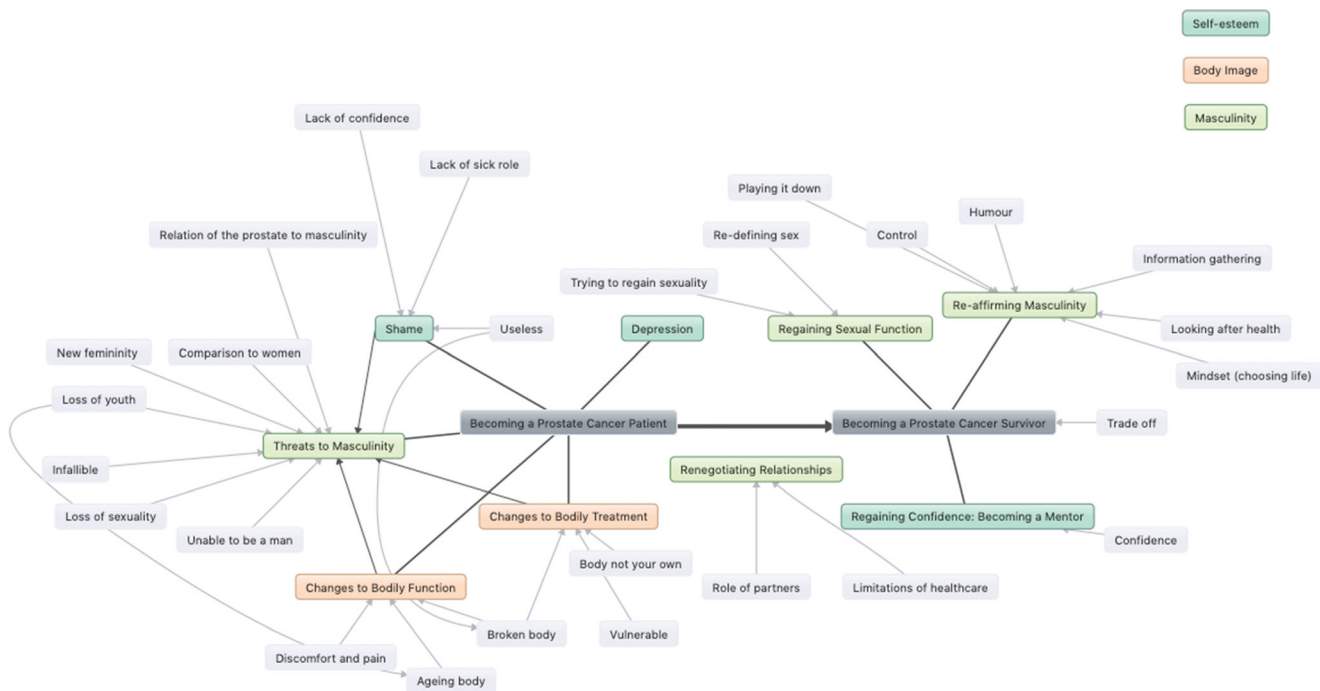 Self-esteem
Body Image
Masculinity
Lack of confidence
Lack of sick role
Playing it down
Humour
Relation of the prostate to masculinity
Re-defining sex
Control
Information gathering
Trying to regain sexuality
Re-affirming Masculinity
Shame
Useless
Depression
Regaining Sexual Function
Looking after health
New femininity
Comparison to women
Mindset (choosing life)
Loss of youth
Becoming a Prostate Cancer Patient
Becoming a Prostate Cancer Survivor
Trade off
Threats to Masculinity
Infallible
Renegotiating Relationships
Loss of sexuality
Changes to Bodily Treatment
Regaining Confidence: Becoming a Mentor
Unable to be a man
Confidence
Body not your own
Changes to Bodily Function
Role of partners
Limitations of healthcare
Broken body
Vulnerable
Discomfort and pain
Ageing body